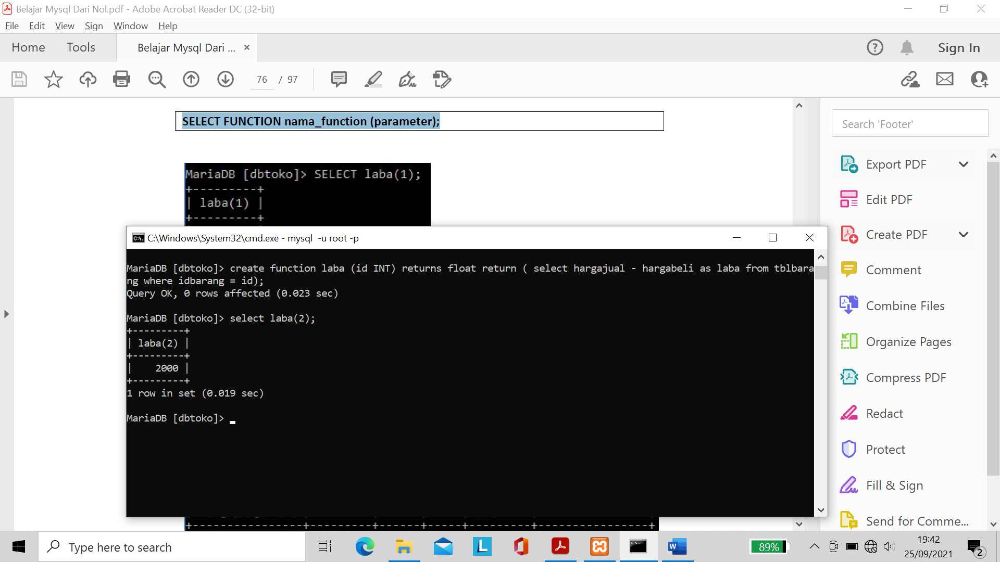 Belajar Mysql Dari Nol.pdf - Adobe Acrobat Reader DC (32-bit)
File Edit View Sign Window Help
Home Tools Belajar Mysql Dari ... × Sign In
76 / 97
SELECT FUNCTION nama_function (parameter);
MariaDB [dbtoko]> SELECT laba(1);
+---------+
| laba(1) |
+---------+
C:\Windows\System32\cmd.exe - mysql  -u root -p
MariaDB [dbtoko]> create function laba (id INT) returns float return ( select hargajual - hargabeli as laba from tblbara
ng where idbarang = id);
Query OK, 0 rows affected (0.023 sec)
MariaDB [dbtoko]> select laba(2);
+---------+
| laba(2) |
+---------+
|    2000 |
+---------+
1 row in set (0.019 sec)
MariaDB [dbtoko]> _
Search 'Footer'
Export PDF
Edit PDF
Create PDF
Comment
Combine Files
Organize Pages
Compress PDF
Redact
Protect
Fill & Sign
Send for Comme...
Type here to search
89%
19:42
25/09/2021
2